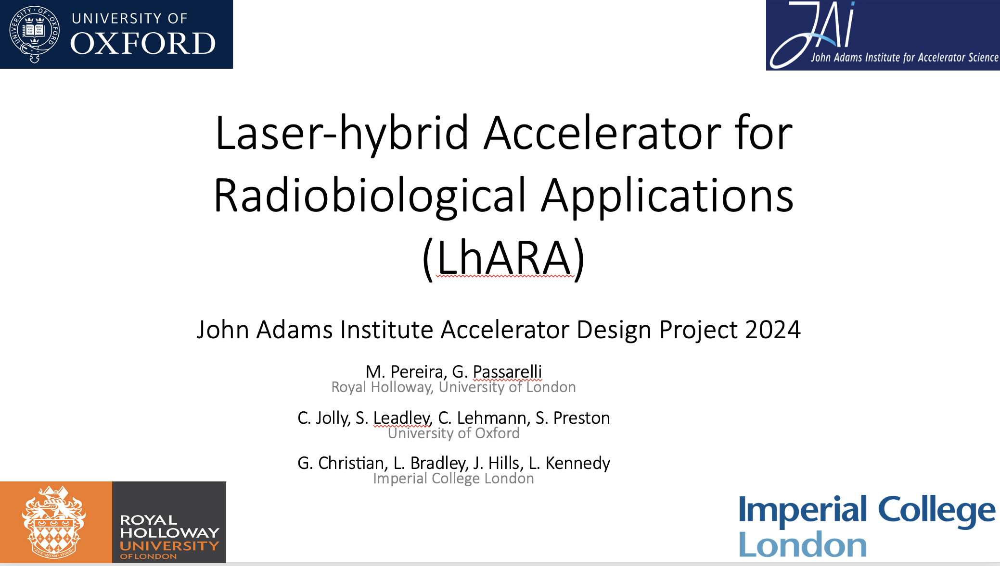 UNIVERSITY OF
OXFORD
JAi
John Adams Institute for Accelerator Science
Laser-hybrid Accelerator for
Radiobiological Applications
(LhARA)
John Adams Institute Accelerator Design Project 2024
M. Pereira, G. Passarelli
Royal Holloway, University of London
C. Jolly, S. Leadley, C. Lehmann, S. Preston
University of Oxford
G. Christian, L. Bradley, J. Hills, L. Kennedy
Imperial College London
ROYAL
HOLLOWAY
UNIVERSITY
OF LONDON
Imperial College
London